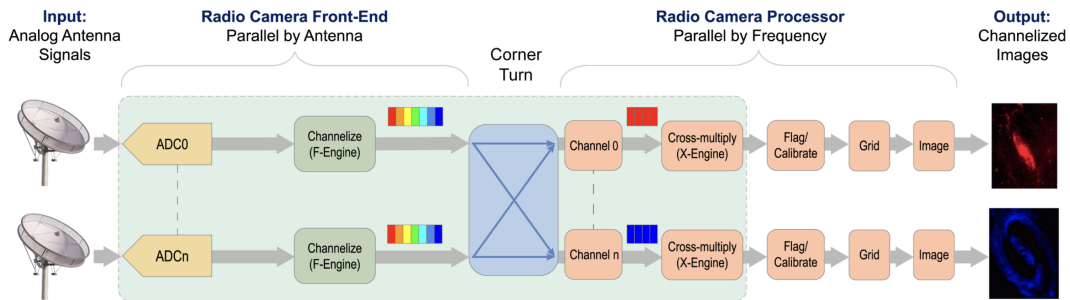 Input:
Analog Antenna
Signals
Radio Camera Front-End
Parallel by Antenna
Corner
Turn
Radio Camera Processor
Parallel by Frequency
Output:
Channelized
Images
ADC0
Channelize
(F-Engine)
Channel 0
Cross-multiply
(X-Engine)
Flag/
Calibrate
Grid
Image
ADCn
Channelize
(F-Engine)
Channel n
Cross-multiply
(X-Engine)
Flag/
Calibrate
Grid
Image